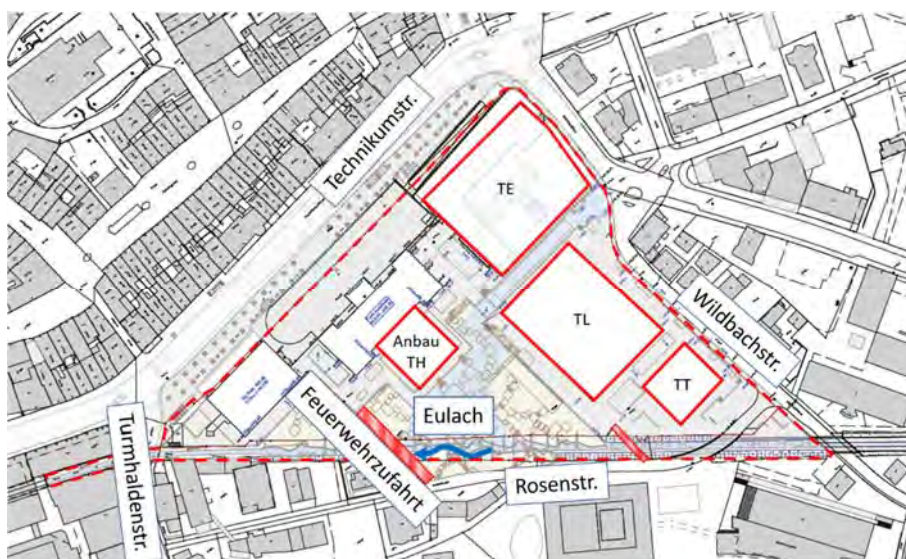 Technikumstr.
TE
TL
Wildbachstr.
Anbau
TH
TT
Turmhaldenstr.
Feuerwehrzufahrt
Eulach
Rosenstr.